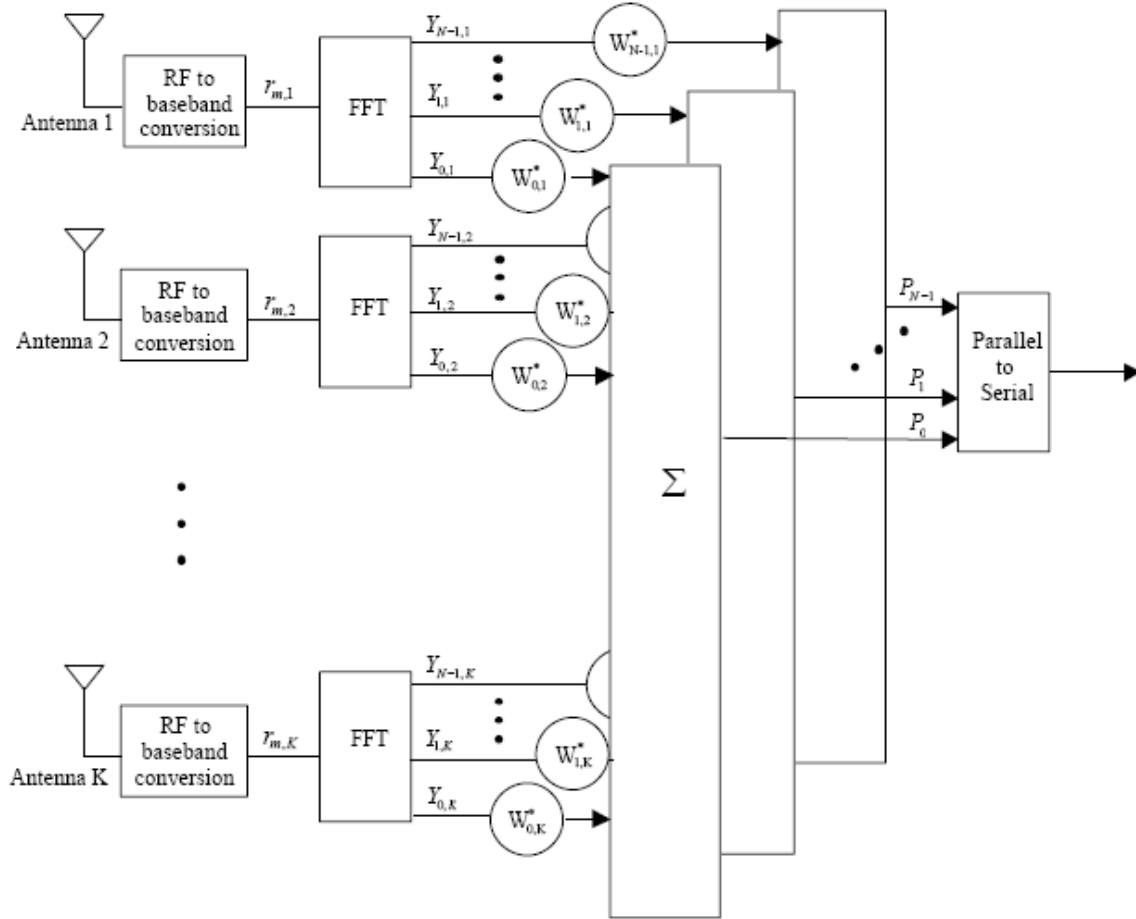 Y_{N-1,1}
W^*_{N-1,1}
RF to
baseband
conversion
r_{m,1}
FFT
Y_{1,1}
W^*_{1,1}
Antenna 1
Y_{0,1}
W^*_{0,1}
Y_{N-1,2}
RF to
baseband
conversion
r_{m,2}
FFT
Y_{1,2}
W^*_{1,2}
Antenna 2
Y_{0,2}
W^*_{0,2}
P_{N-1}
Parallel
to
Serial
P_1
P_0
Σ
Y_{N-1,K}
RF to
baseband
conversion
r_{m,K}
FFT
Y_{1,K}
W^*_{1,K}
Antenna K
Y_{0,K}
W^*_{0,K}